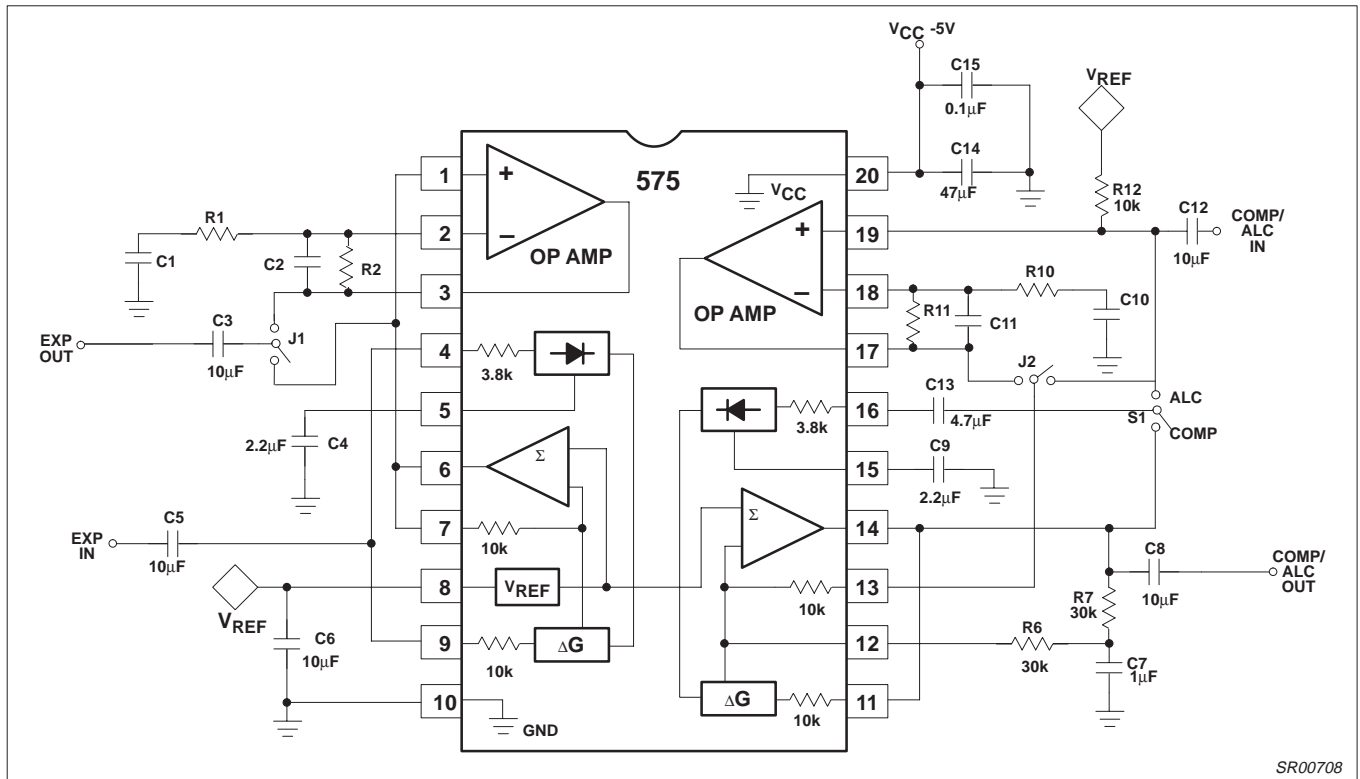 VCC -5V
C15
0.1µF
VREF
C14
47µF
R12
10k
C12
10µF
COMP/
ALC
IN
575
1
+
2
−
OP AMP
3
R1
C1
C2
R2
C3
10µF
EXP
OUT
J1
4
3.8k
5
2.2µF
C4
6
Σ
7
10k
EXP
IN
C5
10µF
8
VREF
VREF
C6
10µF
9
10k
ΔG
10
GND
20
VCC
19
+
18
−
OP AMP
17
R11
C11
R10
C10
J2
16
3.8k
C13
4.7µF
ALC
S1
COMP
15
C9
2.2µF
14
Σ
13
10k
12
R6
30k
11
ΔG
10k
C8
10µF
COMP/
ALC
OUT
R7
30k
C7
1µF
SR00708